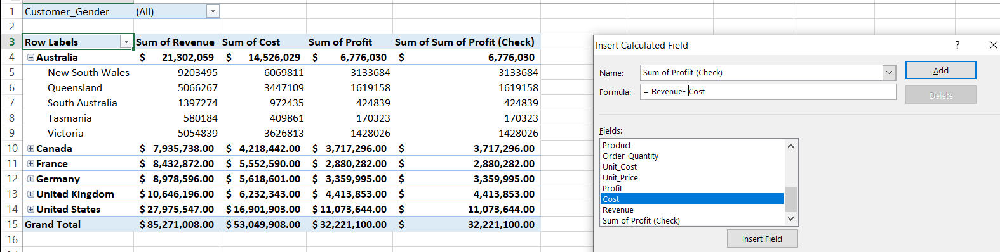 1 Customer_Gender (All)
2
3 Row Labels Sum of Revenue Sum of Cost Sum of Profit Sum of Sum of Profit (Check)
4 Australia $ 21,302,059 $ 14,526,029 $ 6,776,030 $ 6,776,030
5 New South Wales 9203495 6069811 3133684 3133684
6 Queensland 5066267 3447109 1619158 1619158
7 South Australia 1397274 972435 424839 424839
8 Tasmania 580184 409861 170323 170323
9 Victoria 5054839 3626813 1428026 1428026
10 Canada $ 7,935,738.00 $ 4,218,442.00 $ 3,717,296.00 $ 3,717,296.00
11 France $ 8,432,872.00 $ 5,552,590.00 $ 2,880,282.00 $ 2,880,282.00
12 Germany $ 8,978,596.00 $ 5,618,601.00 $ 3,359,995.00 $ 3,359,995.00
13 United Kingdom $ 10,646,196.00 $ 6,232,343.00 $ 4,413,853.00 $ 4,413,853.00
14 United States $ 27,975,547.00 $ 16,901,903.00 $ 11,073,644.00 $ 11,073,644.00
15 Grand Total $ 85,271,008.00 $ 53,049,908.00 $ 32,221,100.00 $ 32,221,100.00
16
Insert Calculated Field ? ×
Name: Sum of Profiit (Check) Add
Formula: = Revenue- Cost Delete
Fields:
Product
Order_Quantity
Unit_Cost
Unit_Price
Profit
Cost
Revenue
Sum of Profit (Check)
Insert Field